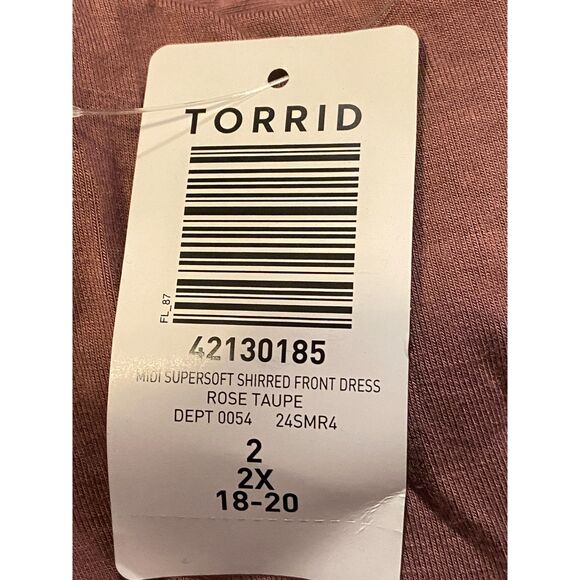 TORRID
FL_87
42130185
MIDI SUPERSOFT SHIRRED FRONT DRESS
ROSE TAUPE
DEPT 0054 24SMR4
2
2X
18-20